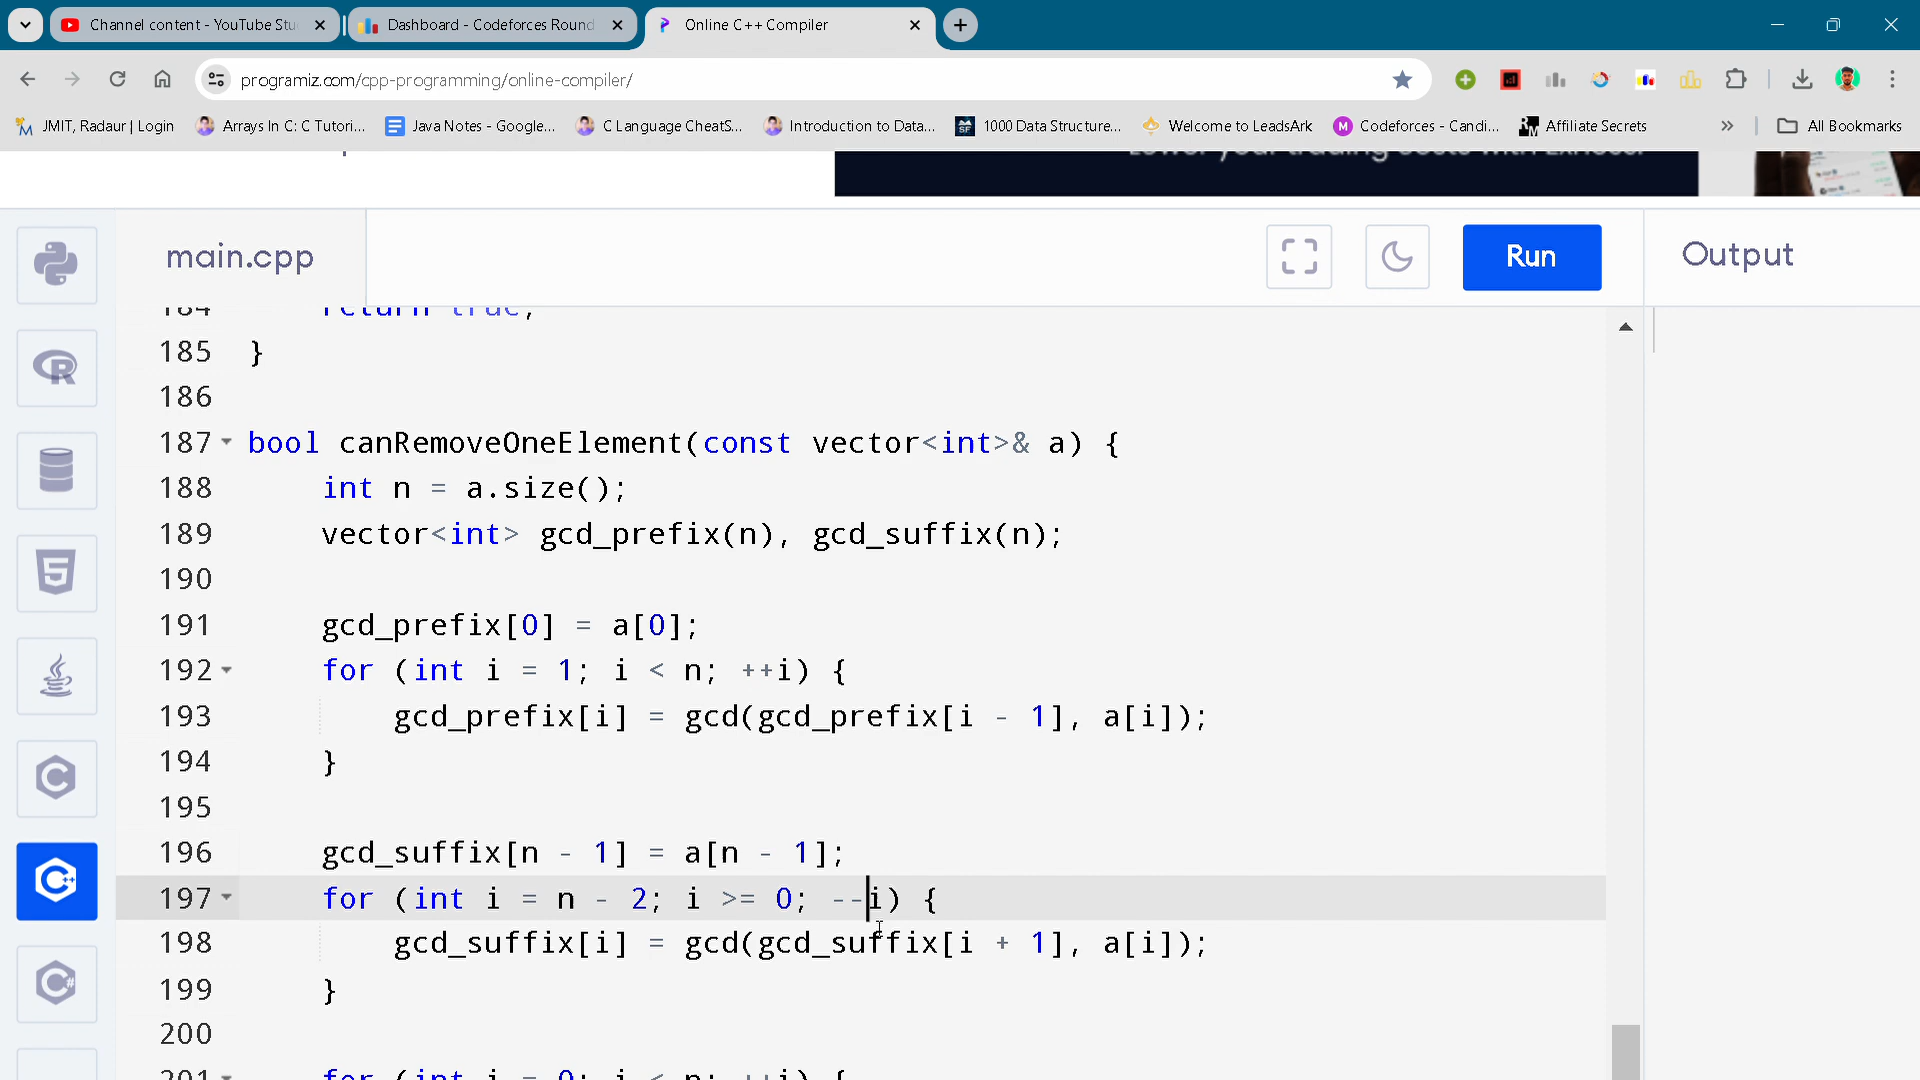 Channel content - YouTube Stu
Dashboard - Codeforces Round
Online C++ Compiler
programiz.com/cpp-programming/online-compiler/
JMIT, Radaur | Login
Arrays In C: C Tutori...
Java Notes - Google...
C Language CheatS...
Introduction to Data...
1000 Data Structure...
Welcome to LeadsArk
Codeforces - Candi...
Affiliate Secrets
All Bookmarks
main.cpp
Run
Output
184 return true;
185 }
186
187 bool canRemoveOneElement(const vector<int>& a) {
188 int n = a.size();
189 vector<int> gcd_prefix(n), gcd_suffix(n);
190
191 gcd_prefix[0] = a[0];
192 for (int i = 1; i < n; ++i) {
193 gcd_prefix[i] = gcd(gcd_prefix[i - 1], a[i]);
194 }
195
196 gcd_suffix[n - 1] = a[n - 1];
197 for (int i = n - 2; i >= 0; --i) {
198 gcd_suffix[i] = gcd(gcd_suffix[i + 1], a[i]);
199 }
200
201 for (int i = 0; i < n; ++i) {